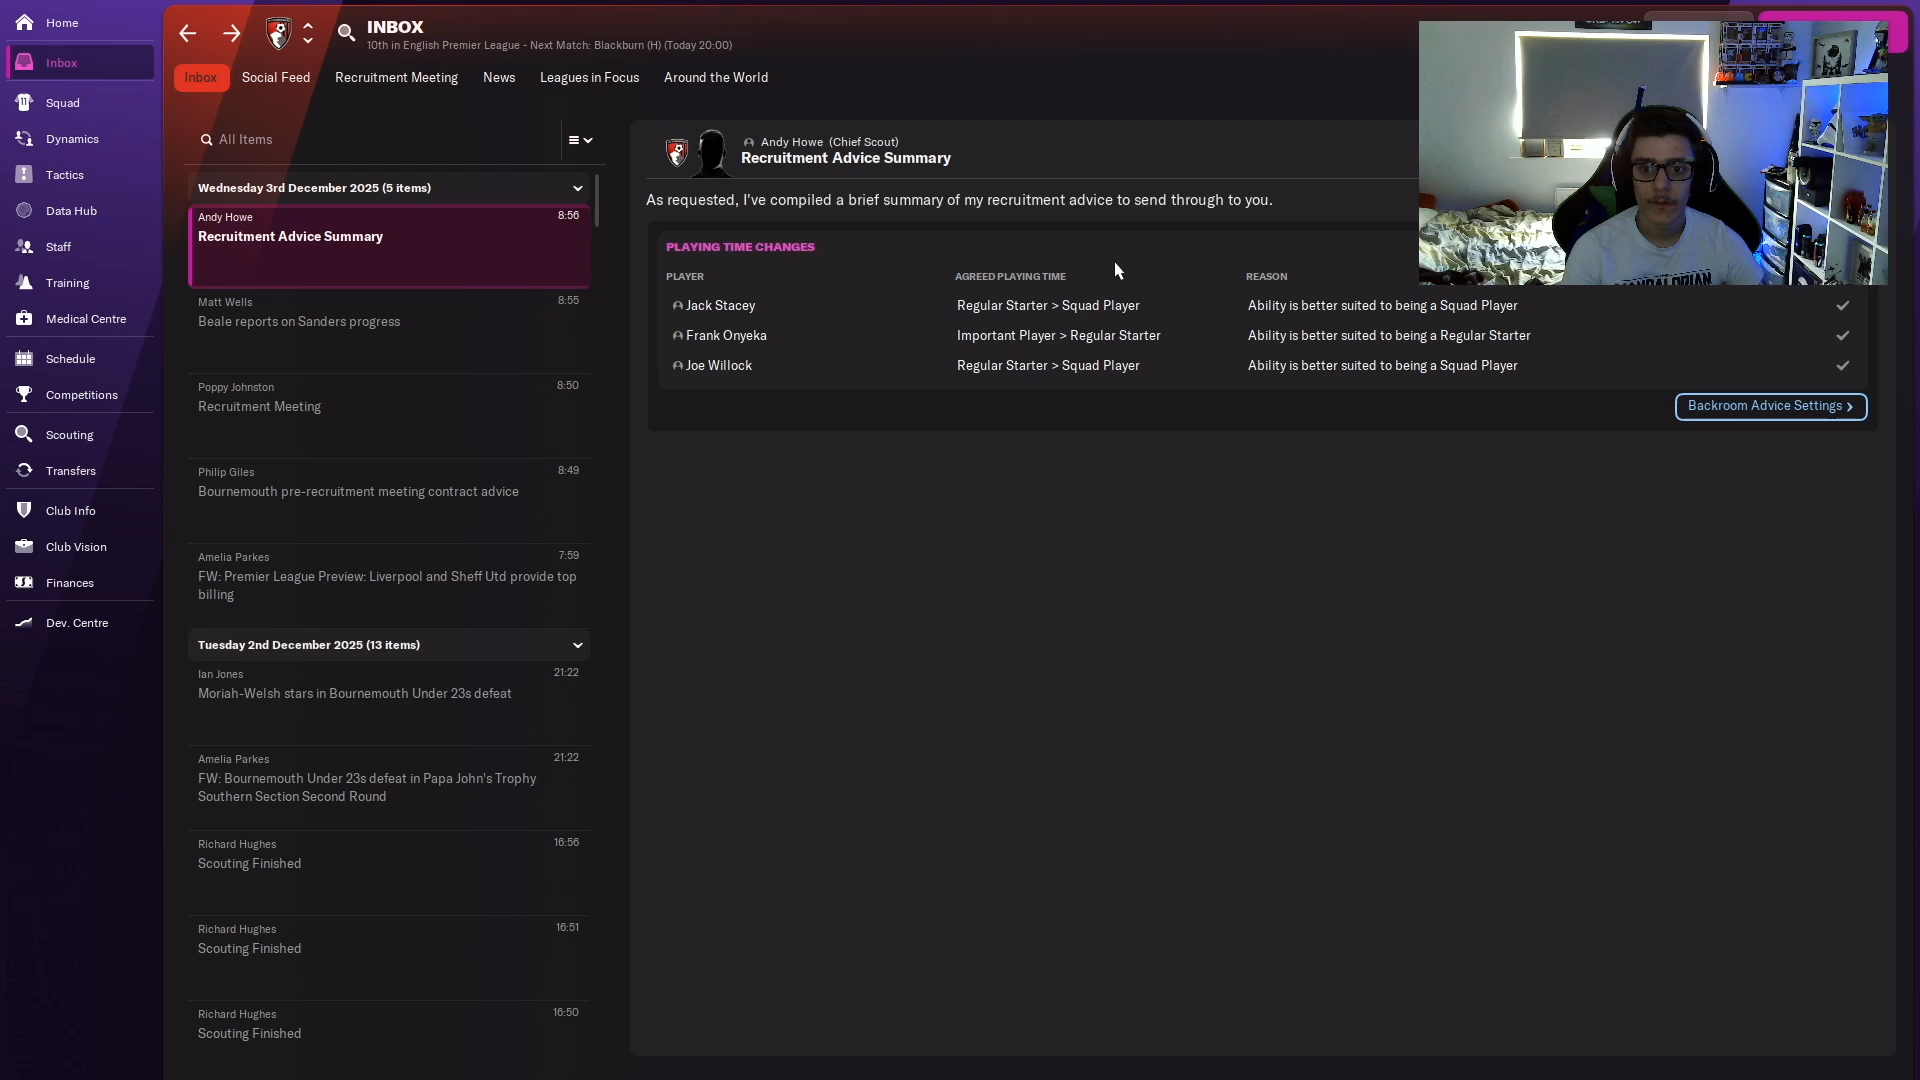 Home
Inbox
Squad
Dynamics
Tactics
Data Hub
Staff
Training
Medical Centre
Schedule
Competitions
Scouting
Transfers
Club Info
Club Vision
Finances
Dev. Centre
INBOX
10th in English Premier League - Next Match: Blackburn (H) (Today 20:00)
Inbox
Social Feed
Recruitment Meeting
News
Leagues in Focus
Around the World
All Items
Wednesday 3rd December 2025 (5 items)
Andy Howe 8:56
Recruitment Advice Summary
Matt Wells 8:55
Beale reports on Sanders progress
Poppy Johnston 8:50
Recruitment Meeting
Philip Giles 8:49
Bournemouth pre-recruitment meeting contract advice
Amelia Parkes 7:59
FW: Premier League Preview: Liverpool and Sheff Utd provide top
billing
Tuesday 2nd December 2025 (13 items)
Ian Jones 21:22
Moriah-Welsh stars in Bournemouth Under 23s defeat
Amelia Parkes 21:22
FW: Bournemouth Under 23s defeat in Papa John's Trophy
Southern Section Second Round
Richard Hughes 16:56
Scouting Finished
Richard Hughes 16:51
Scouting Finished
Richard Hughes 16:50
Scouting Finished
Andy Howe (Chief Scout)
Recruitment Advice Summary
As requested, I've compiled a brief summary of my recruitment advice to send through to you.
PLAYING TIME CHANGES
PLAYER AGREED PLAYING TIME REASON
Jack Stacey Regular Starter > Squad Player Ability is better suited to being a Squad Player
Frank Onyeka Important Player > Regular Starter Ability is better suited to being a Regular Starter
Joe Willock Regular Starter > Squad Player Ability is better suited to being a Squad Player
Backroom Advice Settings >